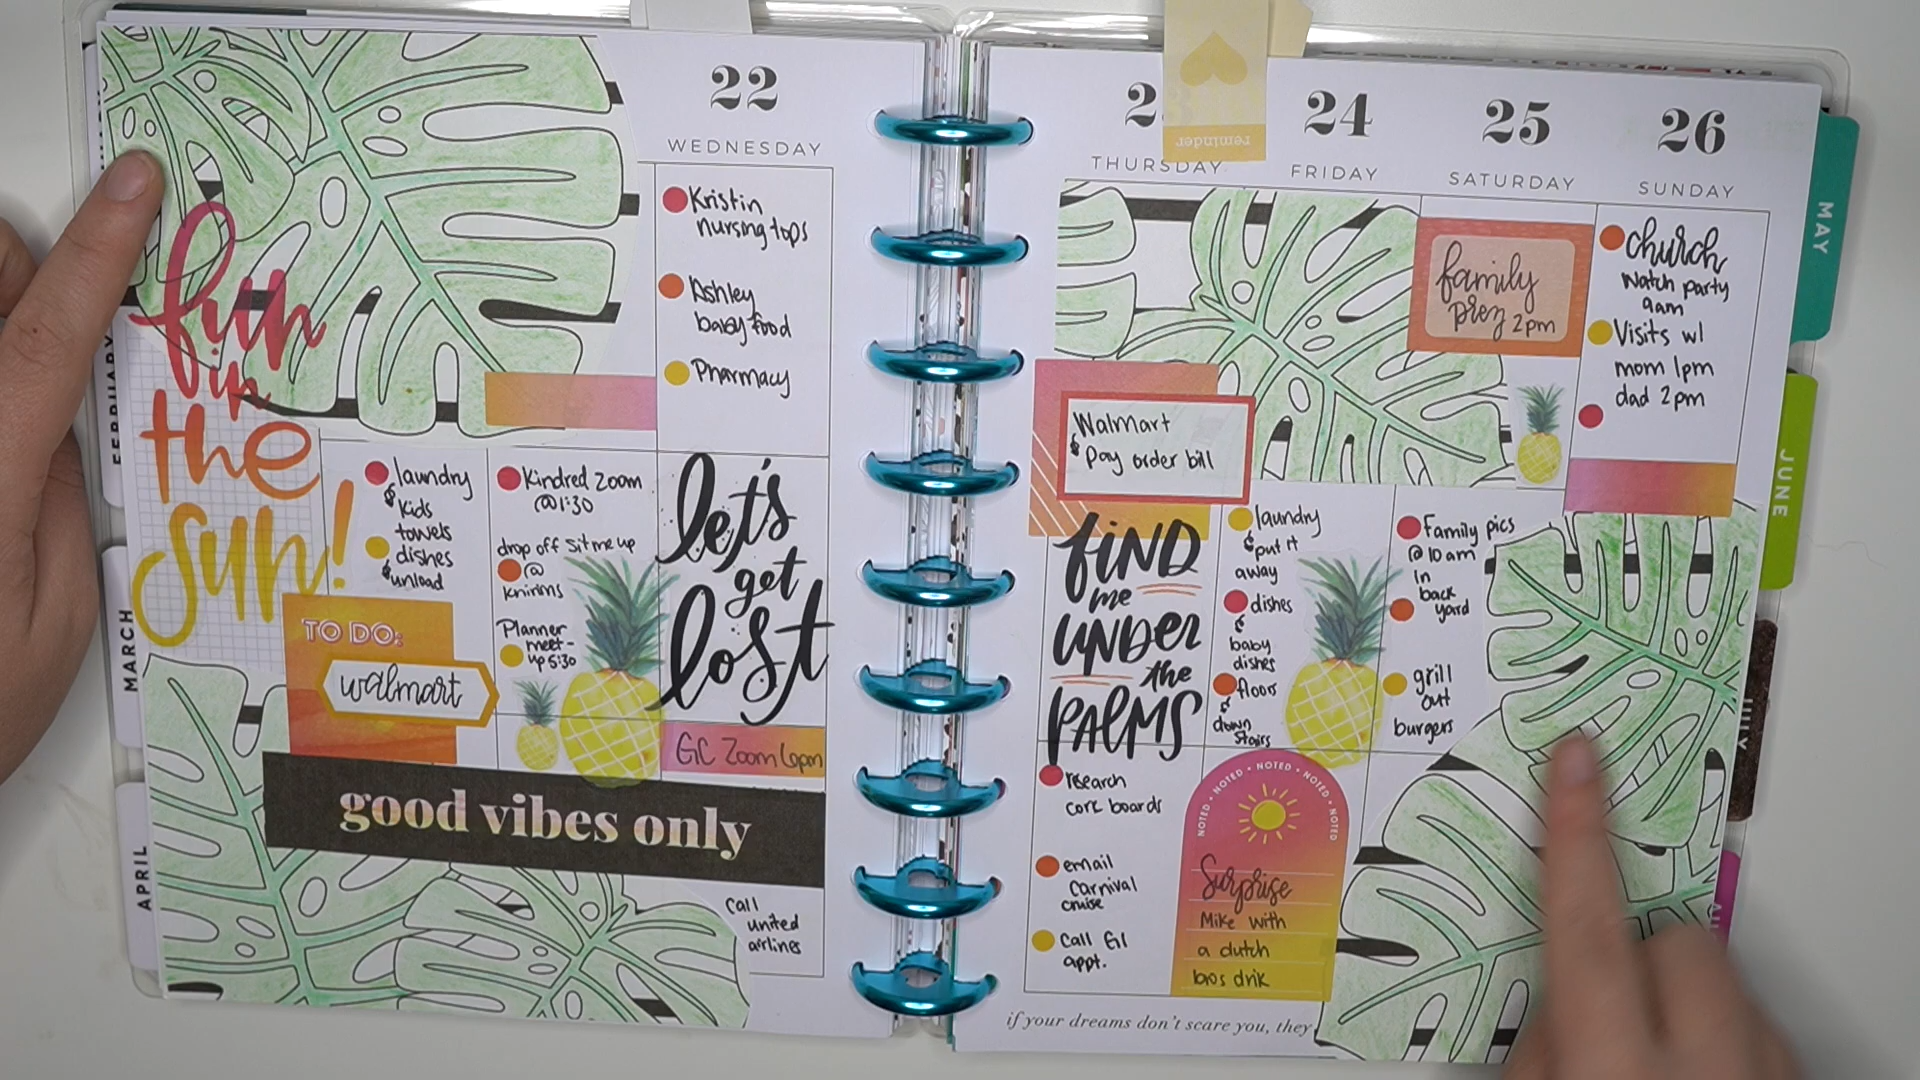 22
WEDNESDAY
Kristin
nursing tops
Ashley
baby food
Pharmacy
fun
in
the
sun!
laundry
& kids
towels
dishes
& unload
TO DO:
walmart
Kindred Zoom
@1:30
drop off sit me up
@
Planner
meet-
up 5:30
let's
get
lost
GC Zoom 6pm
good vibes only
Call
united
airlines
FEBRUARY
MARCH
APRIL
THURSDAY
reminder
24
FRIDAY
25
SATURDAY
26
SUNDAY
Walmart
& Pay order bill
FIND
me
UNDER
the
PALMS
research
cork boards
email
Carnival
cruise
Call GI
appt.
laundry
& put it
away
dishes
&
baby
dishes
floors
&
down
stairs
NOTED • NOTED • NOTED • NOTED • NOTED
Surprise
Mike with
a dutch
bros drik
family
prez 2pm
Family pics
@ 10 am
in
back
yard
grill
out
burgers
church
watch party
9am
Visits w/
mom 1pm
dad 2pm
if your dreams don't scare you, they
MAY
JUNE
JULY